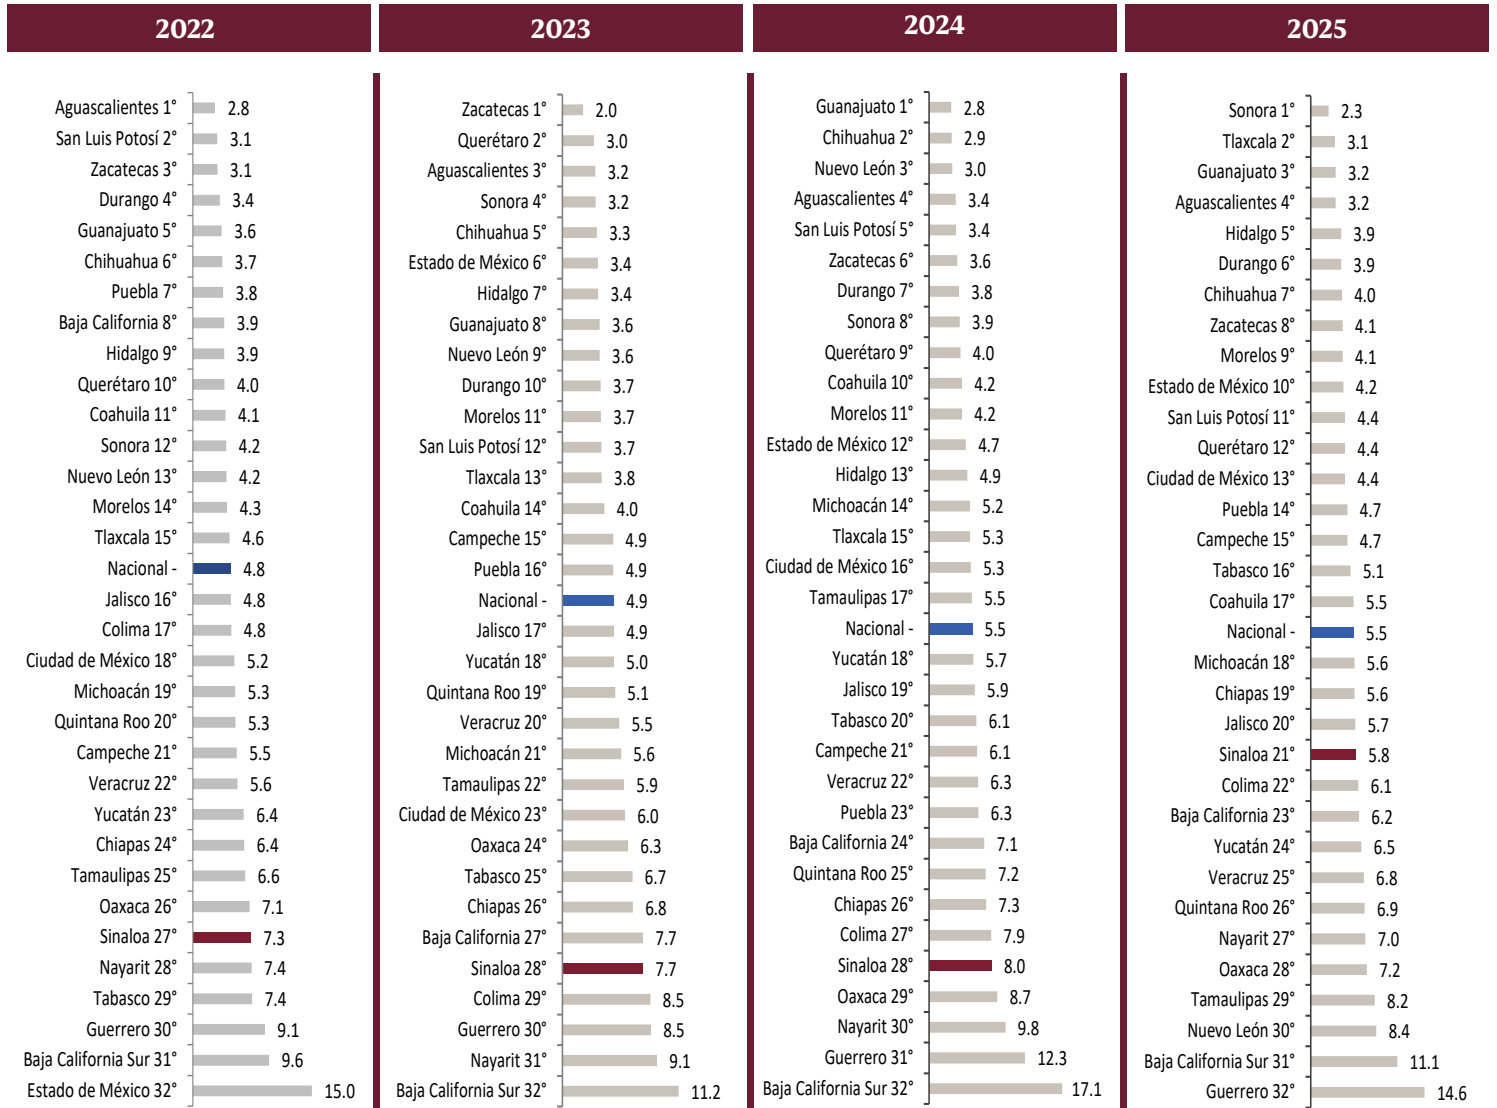 2022
Aguascalientes 1° 2.8
San Luis Potosí 2° 3.1
Zacatecas 3° 3.1
Durango 4° 3.4
Guanajuato 5° 3.6
Chihuahua 6° 3.7
Puebla 7° 3.8
Baja California 8° 3.9
Hidalgo 9° 3.9
Querétaro 10° 4.0
Coahuila 11° 4.1
Sonora 12° 4.2
Nuevo León 13° 4.2
Morelos 14° 4.3
Tlaxcala 15° 4.6
Nacional - 4.8
Jalisco 16° 4.8
Colima 17° 4.8
Ciudad de México 18° 5.2
Michoacán 19° 5.3
Quintana Roo 20° 5.3
Campeche 21° 5.5
Veracruz 22° 5.6
Yucatán 23° 6.4
Chiapas 24° 6.4
Tamaulipas 25° 6.6
Oaxaca 26° 7.1
Sinaloa 27° 7.3
Nayarit 28° 7.4
Tabasco 29° 7.4
Guerrero 30° 9.1
Baja California Sur 31° 9.6
Estado de México 32° 15.0
2023
Zacatecas 1° 2.0
Querétaro 2° 3.0
Aguascalientes 3° 3.2
Sonora 4° 3.2
Chihuahua 5° 3.3
Estado de México 6° 3.4
Hidalgo 7° 3.4
Guanajuato 8° 3.6
Nuevo León 9° 3.6
Durango 10° 3.7
Morelos 11° 3.7
San Luis Potosí 12° 3.7
Tlaxcala 13° 3.8
Coahuila 14° 4.0
Campeche 15° 4.9
Puebla 16° 4.9
Nacional - 4.9
Jalisco 17° 4.9
Yucatán 18° 5.0
Quintana Roo 19° 5.1
Veracruz 20° 5.5
Michoacán 21° 5.6
Tamaulipas 22° 5.9
Ciudad de México 23° 6.0
Oaxaca 24° 6.3
Tabasco 25° 6.7
Chiapas 26° 6.8
Baja California 27° 7.7
Sinaloa 28° 7.7
Colima 29° 8.5
Guerrero 30° 8.5
Nayarit 31° 9.1
Baja California Sur 32° 11.2
2024
Guanajuato 1° 2.8
Chihuahua 2° 2.9
Nuevo León 3° 3.0
Aguascalientes 4° 3.4
San Luis Potosí 5° 3.4
Zacatecas 6° 3.6
Durango 7° 3.8
Sonora 8° 3.9
Querétaro 9° 4.0
Coahuila 10° 4.2
Morelos 11° 4.2
Estado de México 12° 4.7
Hidalgo 13° 4.9
Michoacán 14° 5.2
Tlaxcala 15° 5.3
Ciudad de México 16° 5.3
Tamaulipas 17° 5.5
Nacional - 5.5
Yucatán 18° 5.7
Jalisco 19° 5.9
Tabasco 20° 6.1
Campeche 21° 6.1
Veracruz 22° 6.3
Puebla 23° 6.3
Baja California 24° 7.1
Quintana Roo 25° 7.2
Chiapas 26° 7.3
Colima 27° 7.9
Sinaloa 28° 8.0
Oaxaca 29° 8.7
Nayarit 30° 9.8
Guerrero 31° 12.3
Baja California Sur 32° 17.1
2025
Sonora 1° 2.3
Tlaxcala 2° 3.1
Guanajuato 3° 3.2
Aguascalientes 4° 3.2
Hidalgo 5° 3.9
Durango 6° 3.9
Chihuahua 7° 4.0
Zacatecas 8° 4.1
Morelos 9° 4.1
Estado de México 10° 4.2
San Luis Potosí 11° 4.4
Querétaro 12° 4.4
Ciudad de México 13° 4.4
Puebla 14° 4.7
Campeche 15° 4.7
Tabasco 16° 5.1
Coahuila 17° 5.5
Nacional - 5.5
Michoacán 18° 5.6
Chiapas 19° 5.6
Jalisco 20° 5.7
Sinaloa 21° 5.8
Colima 22° 6.1
Baja California 23° 6.2
Yucatán 24° 6.5
Veracruz 25° 6.8
Quintana Roo 26° 6.9
Nayarit 27° 7.0
Oaxaca 28° 7.2
Tamaulipas 29° 8.2
Nuevo León 30° 8.4
Baja California Sur 31° 11.1
Guerrero 32° 14.6